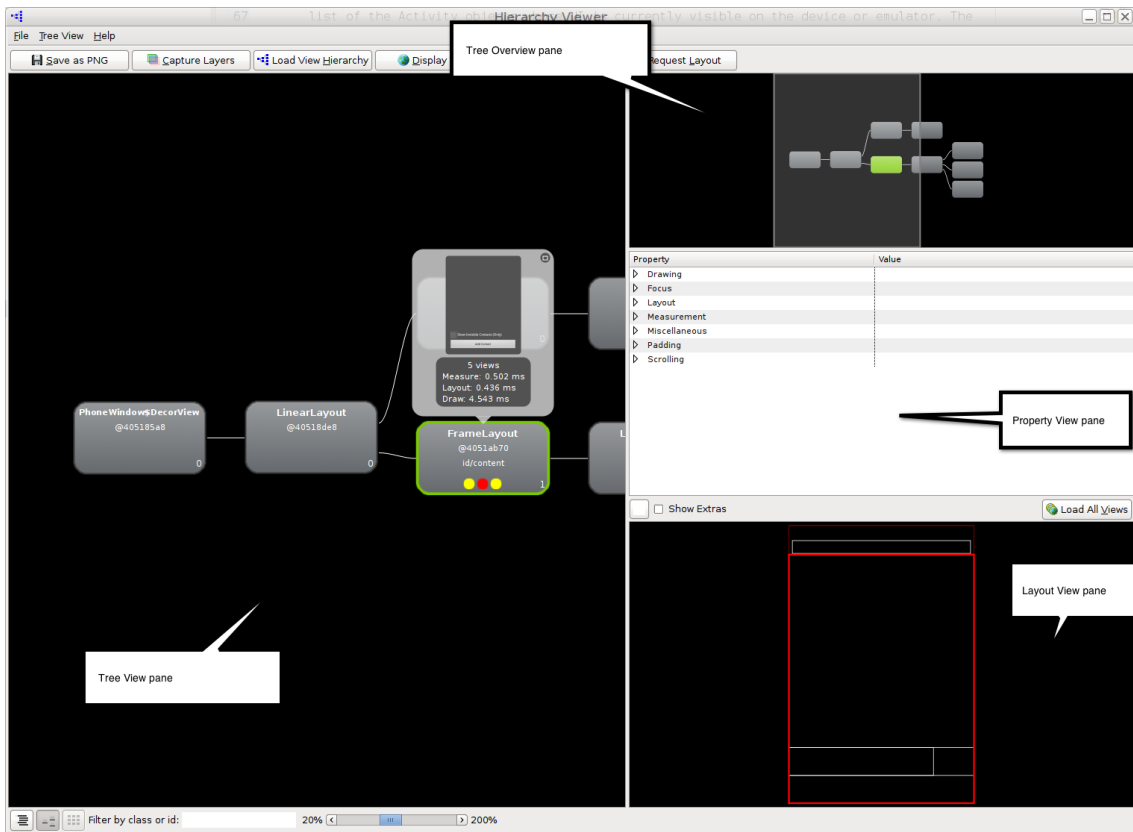 67 list of the Activity obje currently visible on the device or emulator. The
Hierarchy Viewer
File Tree View Help
Save as PNG
Capture Layers
Load View Hierarchy
Display
Request Layout
Tree Overview pane
5 views
Measure: 0.502 ms
Layout: 0.436 ms
Draw: 4.543 ms
0
PhoneWindow$DecorView
@405185a8
0
LinearLayout
@40518de8
0
FrameLayout
@4051ab70
id/content
1
L
Tree View pane
Property Value
Drawing
Focus
Layout
Measurement
Miscellaneous
Padding
Scrolling
Property View pane
Show Extras
Load All Views
Layout View pane
Filter by class or id:
20%
200%